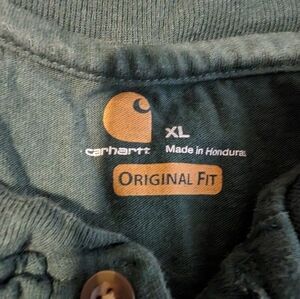 XL
carhartt Made in Honduras
ORIGINAL FIT